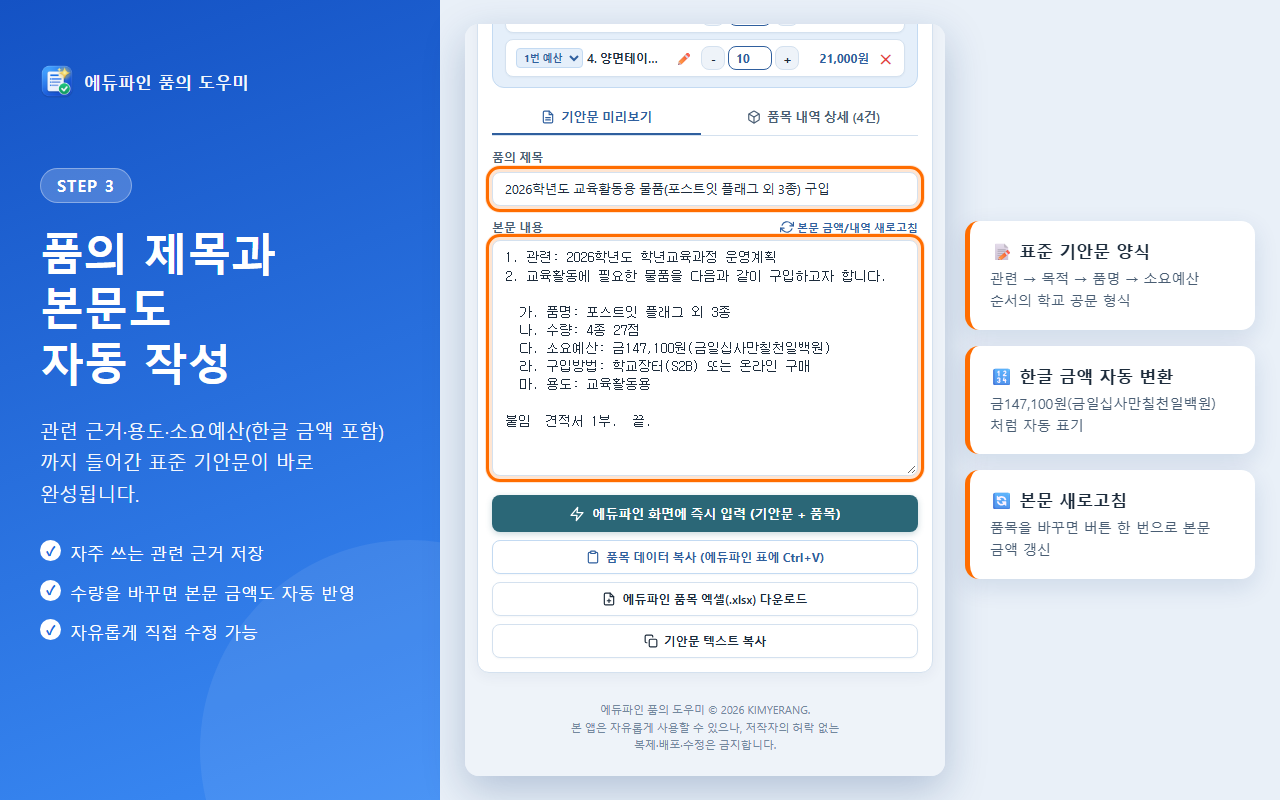 에듀파인 품의 도우미
STEP 3
품의 제목과
본문도
자동 작성
관련 근거·용도·소요예산(한글 금액 포함)
까지 들어간 표준 기안문이 바로
완성됩니다.
자주 쓰는 관련 근거 저장
수량을 바꾸면 본문 금액도 자동 반영
자유롭게 직접 수정 가능
1번 예산 4. 양면테이... - 10 + 21,000원
기안문 미리보기 품목 내역 상세 (4건)
품의 제목
2026학년도 교육활동용 물품(포스트잇 플래그 외 3종) 구입
본문 내용 본문 금액/내역 새로고침
1. 관련: 2026학년도 학년교육과정 운영계획
2. 교육활동에 필요한 물품을 다음과 같이 구입하고자 합니다.
가. 품명: 포스트잇 플래그 외 3종
나. 수량: 4종 27점
다. 소요예산: 금147,100원(금일십사만칠천일백원)
라. 구입방법: 학교장터(S2B) 또는 온라인 구매
마. 용도: 교육활동용
붙임 견적서 1부. 끝.
에듀파인 화면에 즉시 입력 (기안문 + 품목)
품목 데이터 복사 (에듀파인 표에 Ctrl+V)
에듀파인 품목 엑셀(.xlsx) 다운로드
기안문 텍스트 복사
에듀파인 품의 도우미 © 2026 KIMYERANG.
본 앱은 자유롭게 사용할 수 있으나, 저작자의 허락 없는
복제·배포·수정은 금지합니다.
표준 기안문 양식
관련 → 목적 → 품명 → 소요예산
순서의 학교 공문 형식
한글 금액 자동 변환
금147,100원(금일십사만칠천일백원)
처럼 자동 표기
본문 새로고침
품목을 바꾸면 버튼 한 번으로 본문
금액 갱신